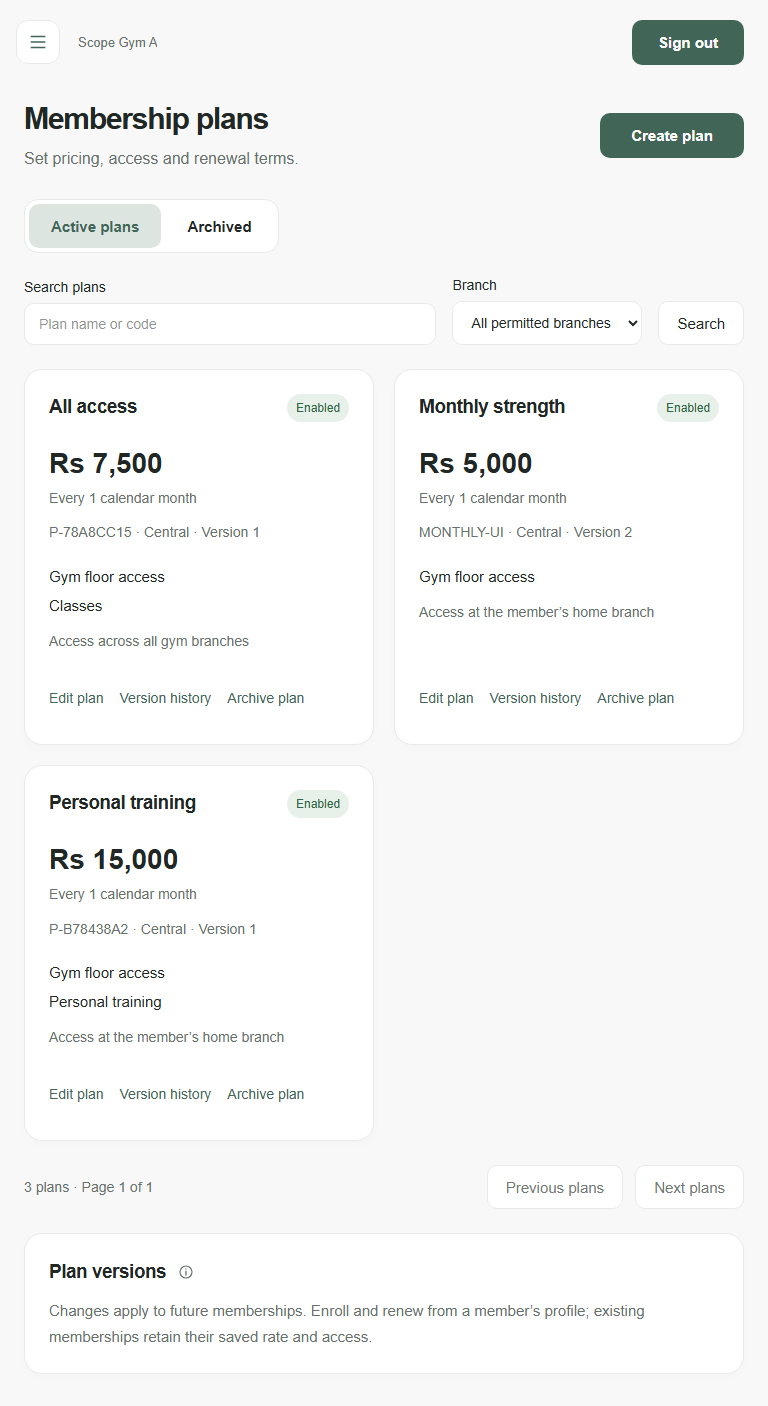 Scope Gym A
Sign out
Membership plans
Set pricing, access and renewal terms.
Create plan
Active plans
Archived
Search plans
Plan name or code
Branch
All permitted branches
Search
All access
Enabled
Rs 7,500
Every 1 calendar month
P-78A8CC15 · Central · Version 1
Gym floor access
Classes
Access across all gym branches
Edit plan Version history Archive plan
Monthly strength
Enabled
Rs 5,000
Every 1 calendar month
MONTHLY-UI · Central · Version 2
Gym floor access
Access at the member’s home branch
Edit plan Version history Archive plan
Personal training
Enabled
Rs 15,000
Every 1 calendar month
P-B78438A2 · Central · Version 1
Gym floor access
Personal training
Access at the member’s home branch
Edit plan Version history Archive plan
3 plans · Page 1 of 1
Previous plans
Next plans
Plan versions
Changes apply to future memberships. Enroll and renew from a member’s profile; existing
memberships retain their saved rate and access.